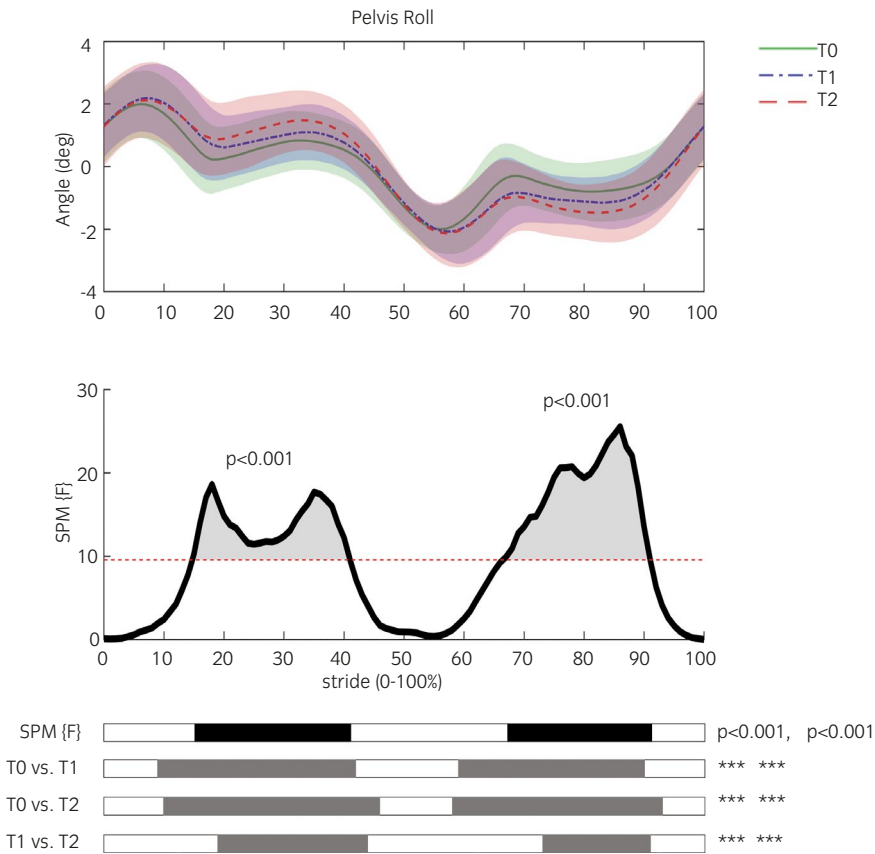 Pelvis Roll
4
2
0
-2
-4
Angle (deg)
0 10 20 30 40 50 60 70 80 90 100
T0
T1
T2
30
20
10
0
SPM {F}
p<0.001
p<0.001
0 10 20 30 40 50 60 70 80 90 100
stride (0-100%)
SPM {F} p<0.001, p<0.001
T0 vs. T1 *** ***
T0 vs. T2 *** ***
T1 vs. T2 *** ***